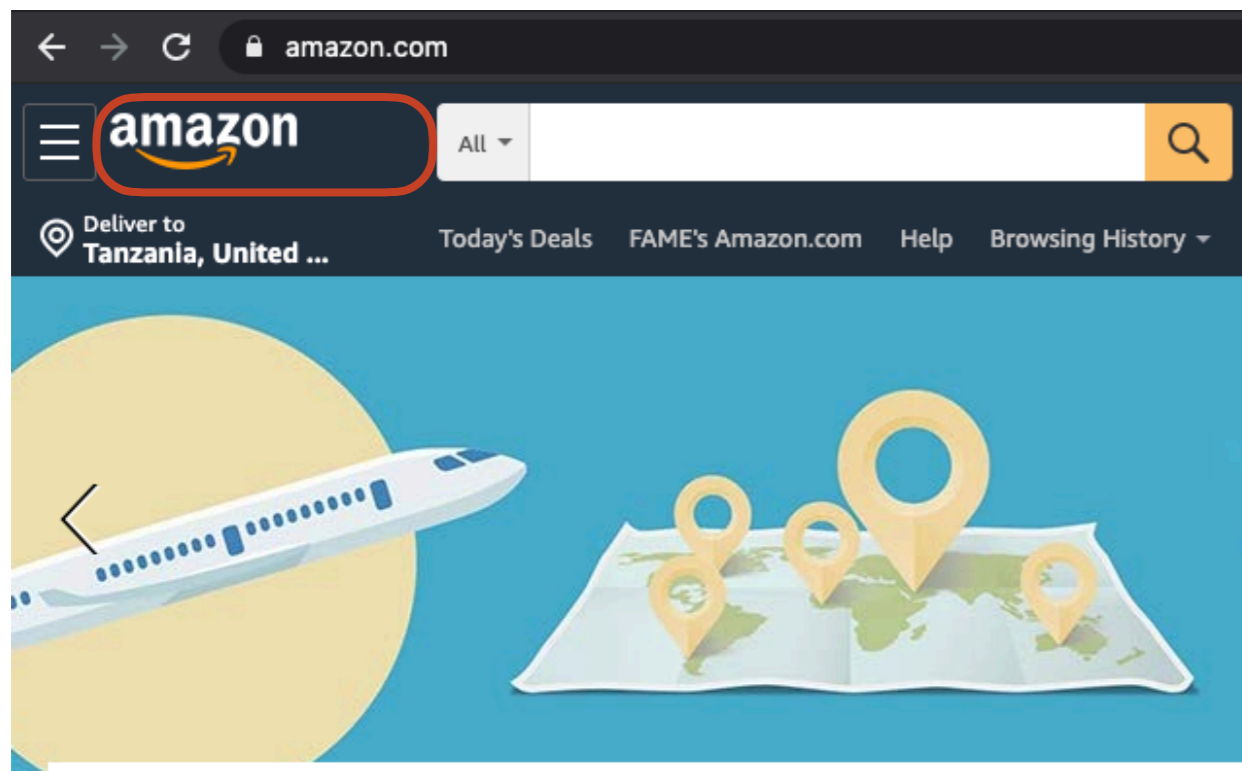 amazon.com
amazon
All
Deliver to
Tanzania, United ...
Today's Deals FAME's Amazon.com Help Browsing History